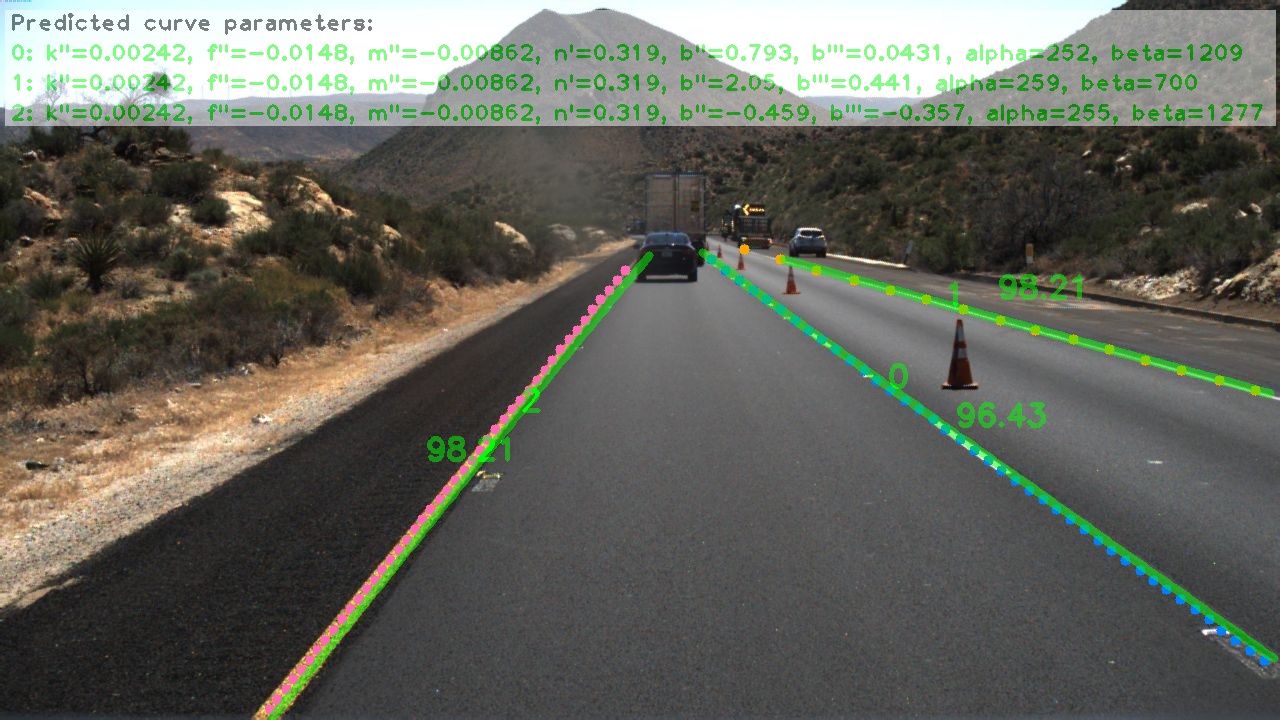 Predicted curve parameters:
0: k''=0.00242, f''=−0.0148, m''=−0.00862, n'=0.319, b''=0.793, b'''=0.0431, alpha=252, beta=1209
1: k''=0.00242, f''=−0.0148, m''=−0.00862, n'=0.319, b''=2.05, b'''=0.441, alpha=259, beta=700
2: k''=0.00242, f''=−0.0148, m''=−0.00862, n'=0.319, b''=−0.459, b'''=−0.357, alpha=255, beta=1277
1 98.21
0
96.43
2
98.21